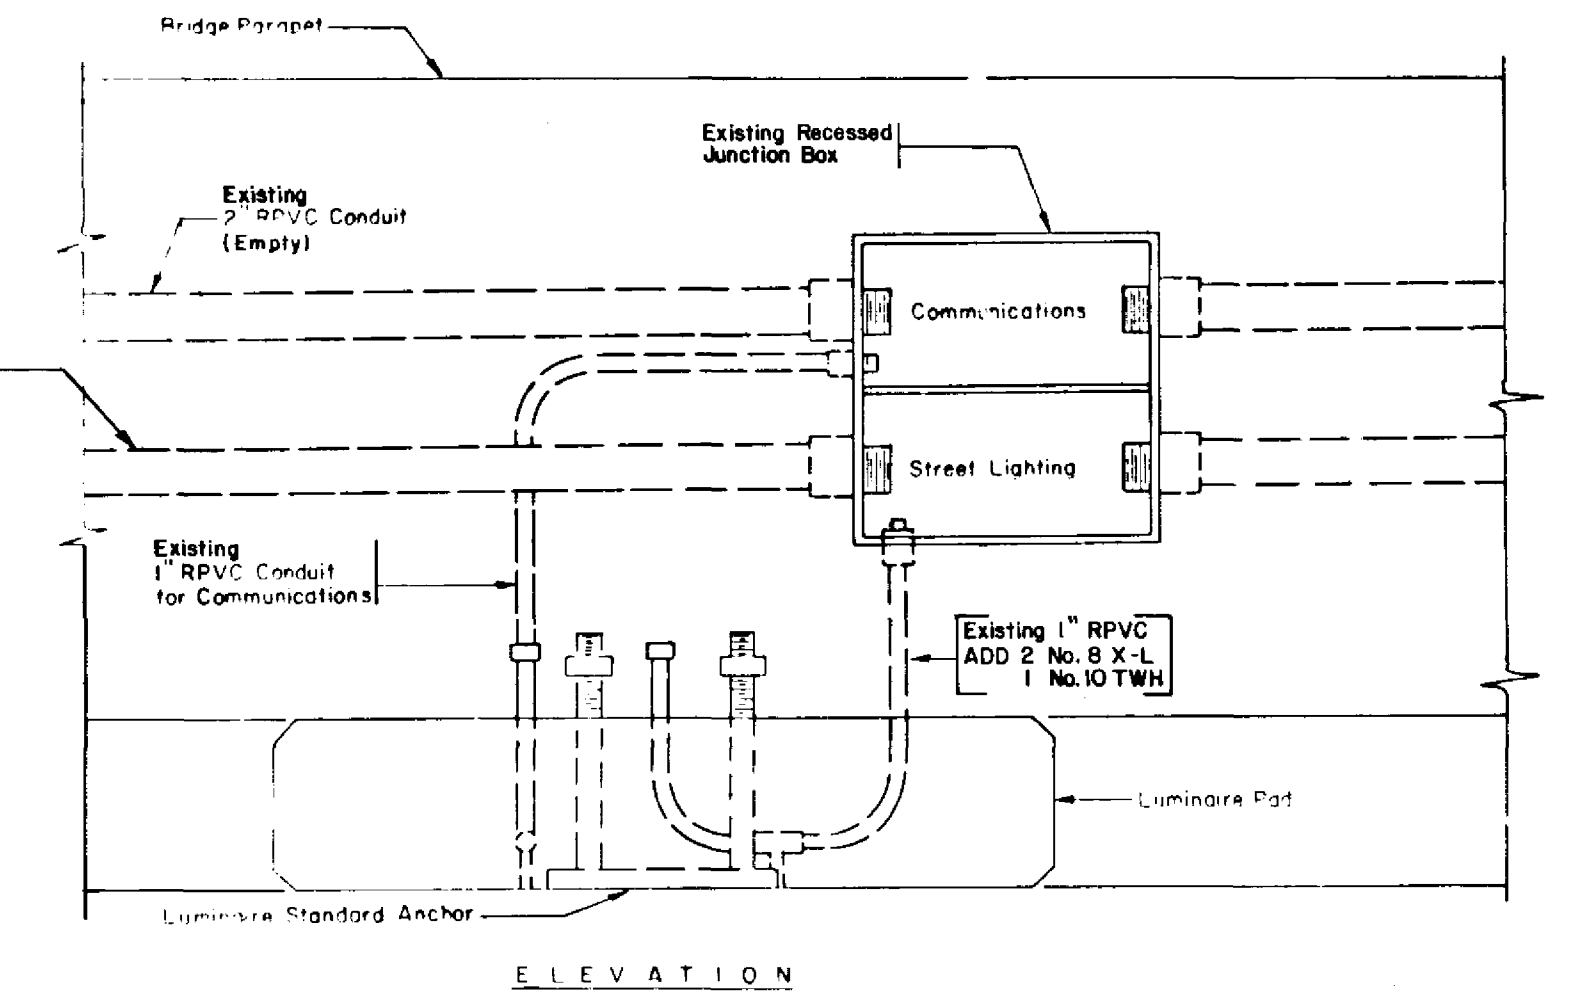 Bridge Parapet
Existing Recessed
Junction Box
Existing
2" RPVC Conduit
(Empty)
Communications
Street Lighting
Existing
1" RPVC Conduit
for Communications
Existing 1" RPVC
ADD 2 No. 8 X-L
1 No. 10 TWH
Luminaire Pad
Luminaire Standard Anchor
ELEVATION